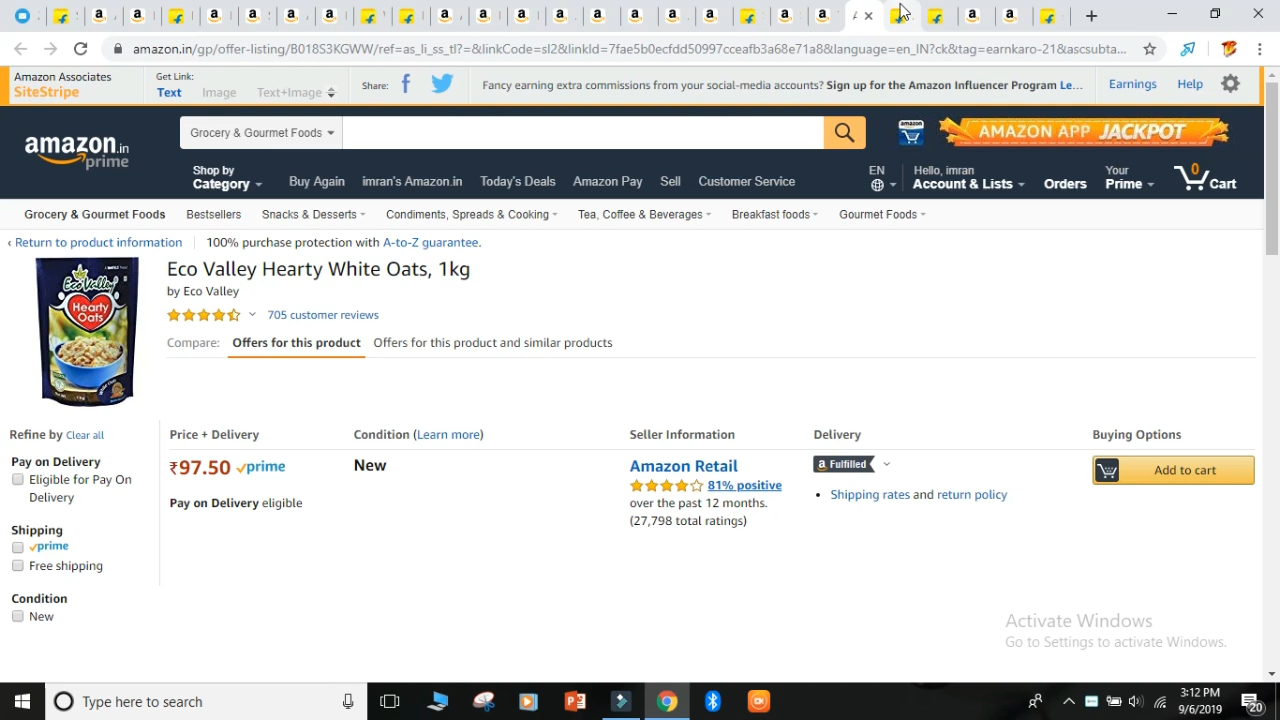 amazon.in/gp/offer-listing/B018S3KGWW/ref=as_li_ss_tl?=&linkCode=sl2&linkId=7fae5b0ecfdd50997cceafb3a68e71a8&language=en_IN?ck&tag=earnkaro-21&ascsubta...
Amazon Associates
SiteStripe
Get Link:
Text
Image
Text+Image
Share:
Fancy earning extra commissions from your social-media accounts? Sign up for the Amazon Influencer Program Le...
Earnings
Help
amazon.in
prime
Grocery & Gourmet Foods
amazon
AMAZON APP JACKPOT
Shop by
Category
Buy Again
imran's Amazon.in
Today's Deals
Amazon Pay
Sell
Customer Service
EN
Hello, imran
Account & Lists
Orders
Your
Prime
0
Cart
Grocery & Gourmet Foods
Bestsellers
Snacks & Desserts
Condiments, Spreads & Cooking
Tea, Coffee & Beverages
Breakfast foods
Gourmet Foods
‹ Return to product information
100% purchase protection with A-to-Z guarantee.
Eco Valley
Hearty
Oats
Eco Valley Hearty White Oats, 1kg
by Eco Valley
705 customer reviews
Compare:
Offers for this product
Offers for this product and similar products
Refine by Clear all
Pay on Delivery
Eligible for Pay On
Delivery
Shipping
prime
Free shipping
Condition
New
Price + Delivery
Condition (Learn more)
Seller Information
Delivery
Buying Options
₹97.50 prime
Pay on Delivery eligible
New
Amazon Retail
81% positive
over the past 12 months.
(27,798 total ratings)
a Fulfilled
• Shipping rates and return policy
Add to cart
Activate Windows
Go to Settings to activate Windows.
Type here to search
3:12 PM
9/6/2019
20